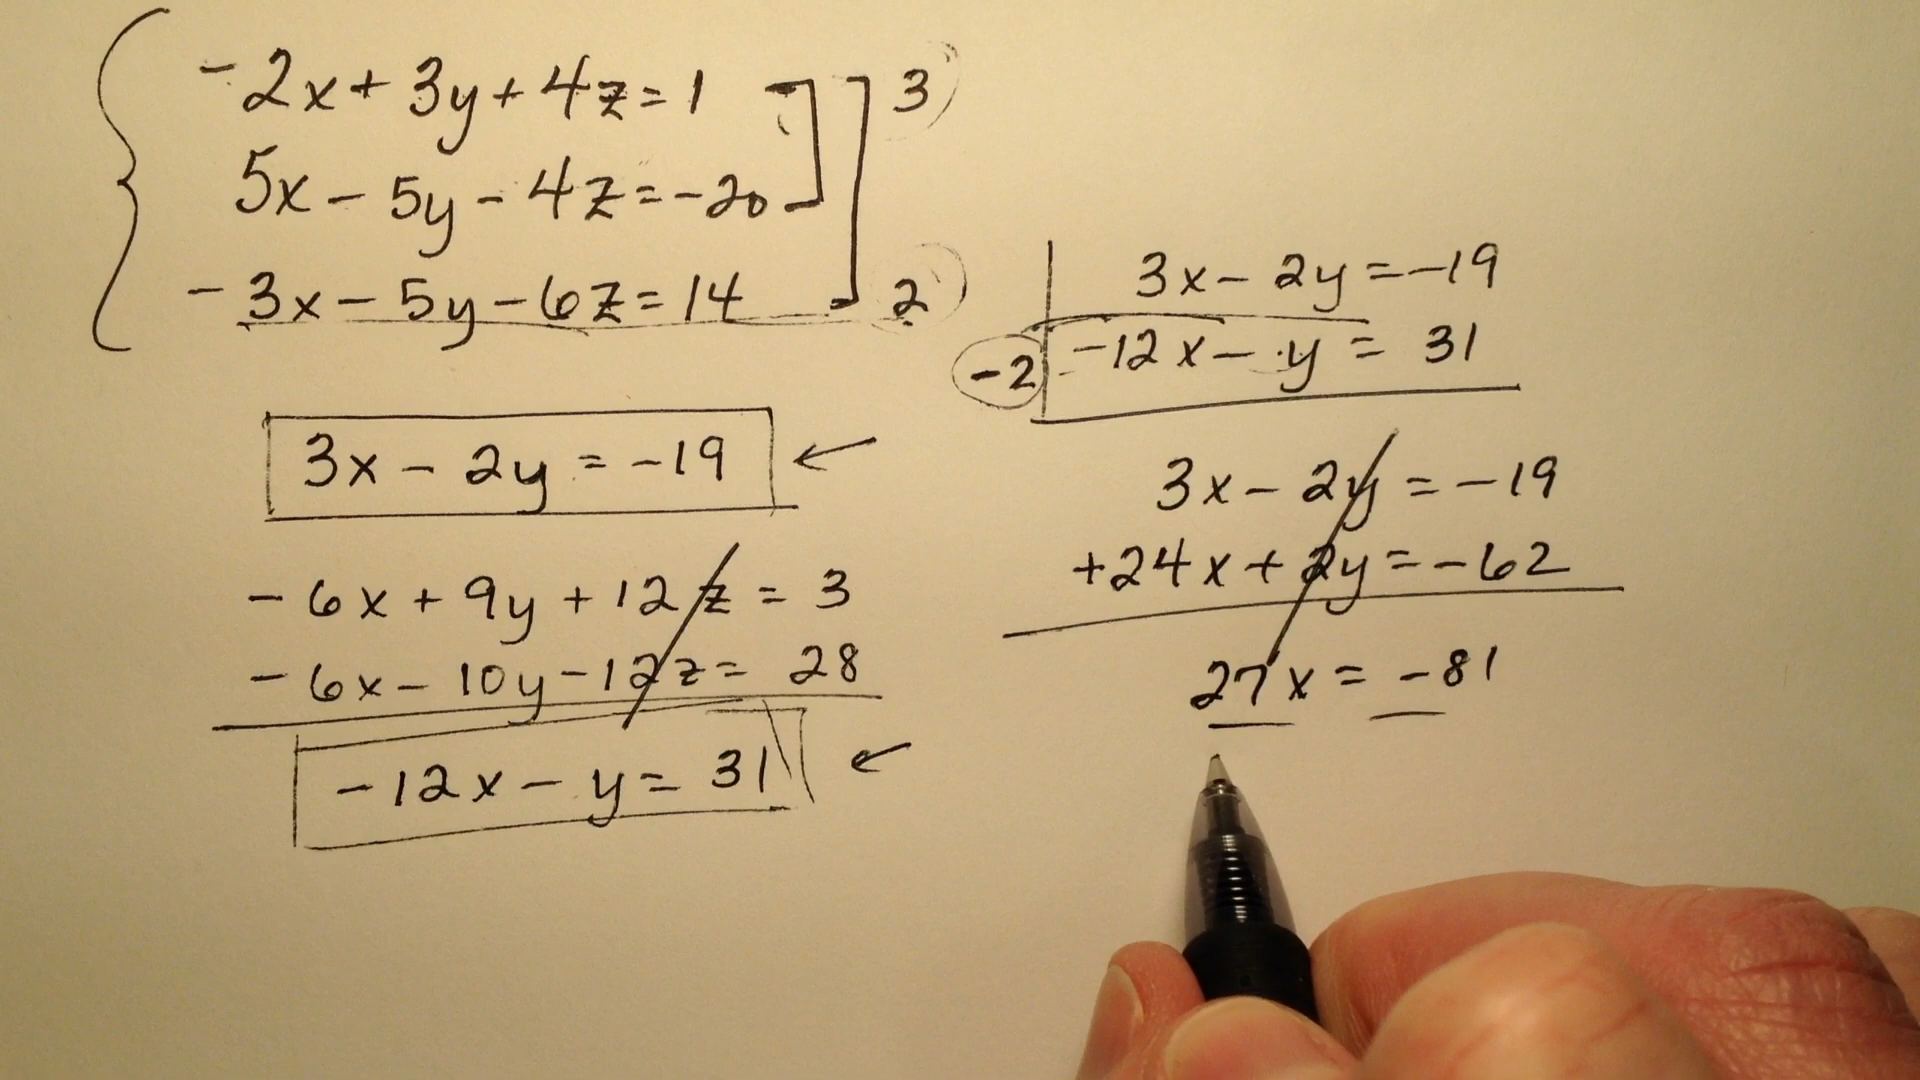 -2x + 3y + 4z = 1 3
5x - 5y - 4z = -20
-3x - 5y - 6z = 14 2
3x - 2y = -19
-6x + 9y + 12z = 3
-6x - 10y - 12z = 28
-12x - y = 31
3x - 2y = -19
-2 -12x - y = 31
3x - 2y = -19
+24x + 2y = -62
27x = -81